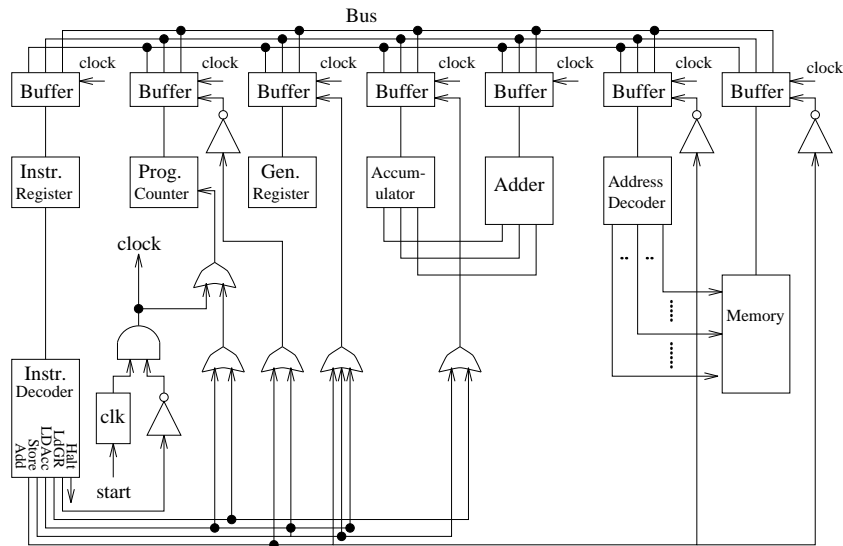 Bus
clock
clock
clock
clock
clock
clock
clock
Buffer
Buffer
Buffer
Buffer
Buffer
Buffer
Buffer
Instr.
Register
Prog.
Counter
Gen.
Register
Accum-
ulator
Adder
Address
Decoder
clock
Memory
Instr.
Decoder
clk
Add
Store
LDAcc
LdGR
Halt
start